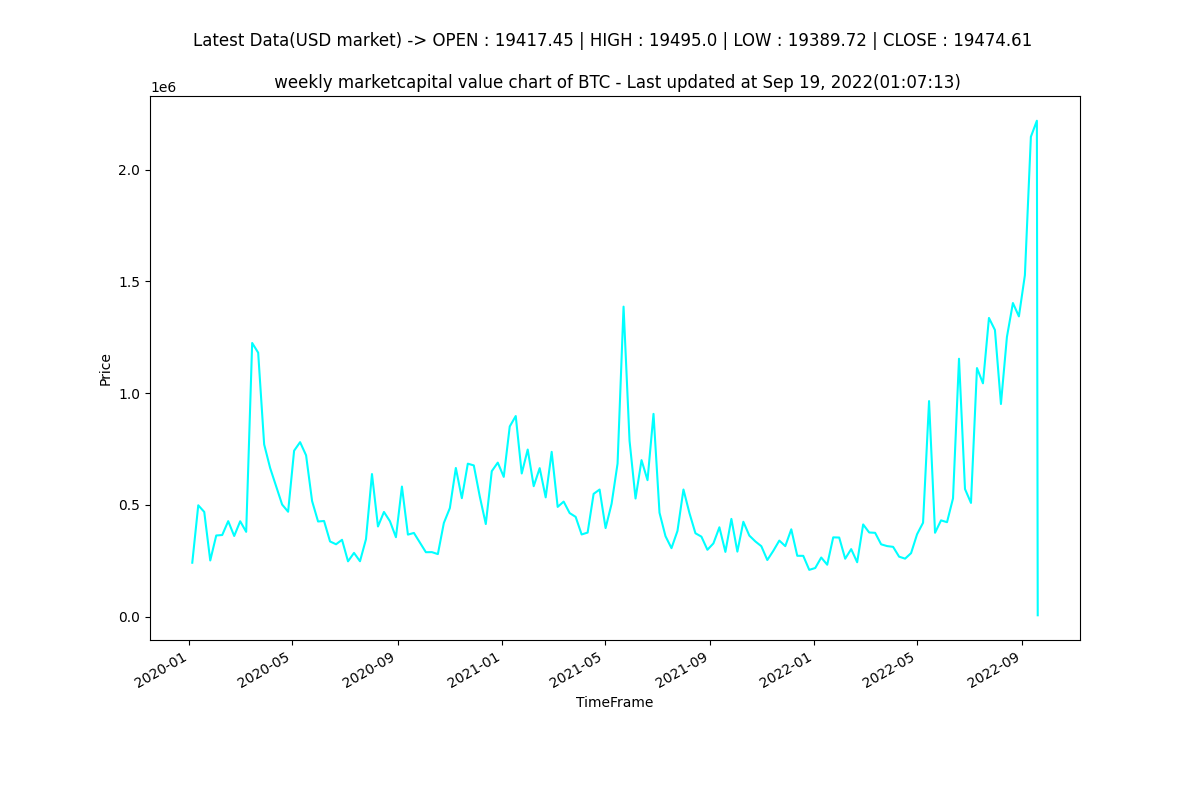 Latest Data(USD market) -> OPEN : 19417.45 | HIGH : 19495.0 | LOW : 19389.72 | CLOSE : 19474.61
weekly marketcapital value chart of BTC - Last updated at Sep 19, 2022(01:07:13)
1e6
2.0
1.5
1.0
0.5
0.0
Price
2020-01
2020-05
2020-09
2021-01
2021-05
2021-09
2022-01
2022-05
2022-09
TimeFrame